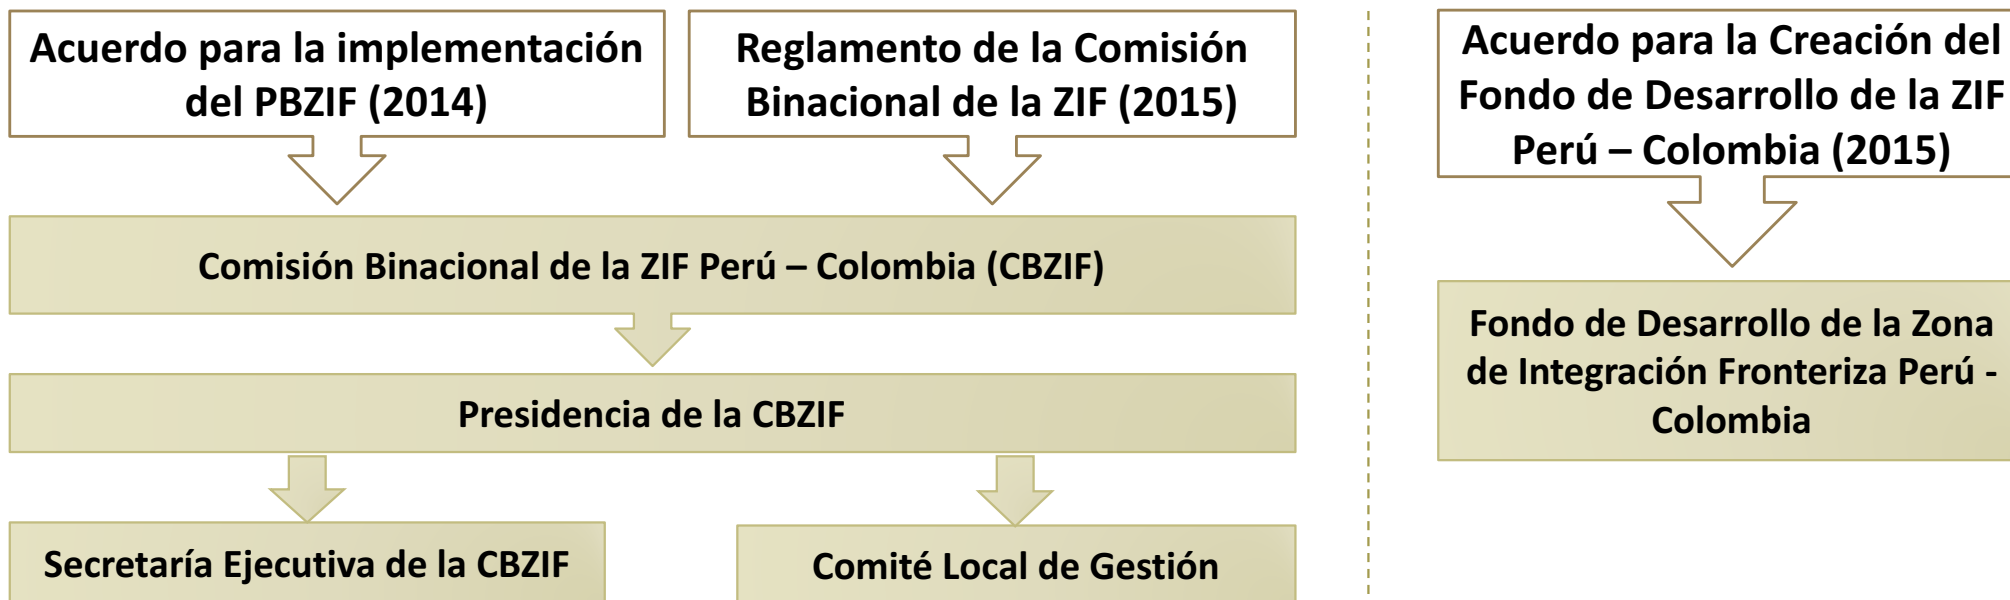 Acuerdo para la implementación
del PBZIF (2014)
Reglamento de la Comisión
Binacional de la ZIF (2015)
Comisión Binacional de la ZIF Perú – Colombia (CBZIF)
Presidencia de la CBZIF
Secretaría Ejecutiva de la CBZIF
Comité Local de Gestión
Acuerdo para la Creación del
Fondo de Desarrollo de la ZIF
Perú – Colombia (2015)
Fondo de Desarrollo de la Zona
de Integración Fronteriza Perú -
Colombia